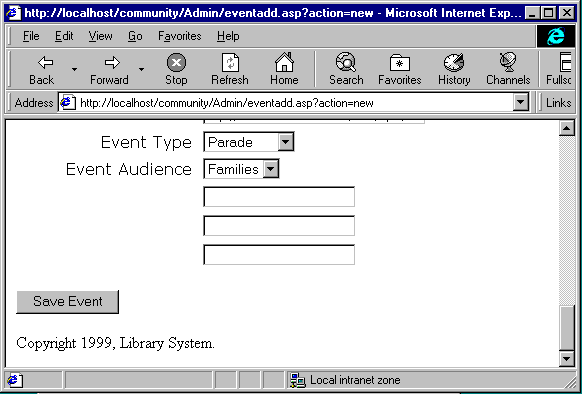 http://localhost/community/Admin/eventadd.asp?action=new - Microsoft Internet Exp...
File Edit View Go Favorites Help
Back Forward Stop Refresh Home Search Favorites History Channels Fullsc
Address http://localhost/community/Admin/eventadd.asp?action=new Links
Event Type Parade
Event Audience Families
Save Event
Copyright 1999, Library System.
Local intranet zone